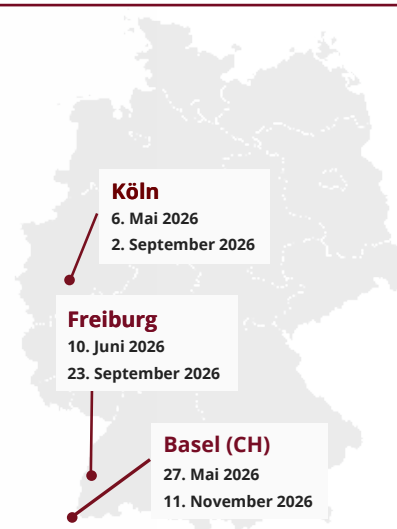 Köln
6. Mai 2026
2. September 2026
Freiburg
10. Juni 2026
23. September 2026
Basel (CH)
27. Mai 2026
11. November 2026